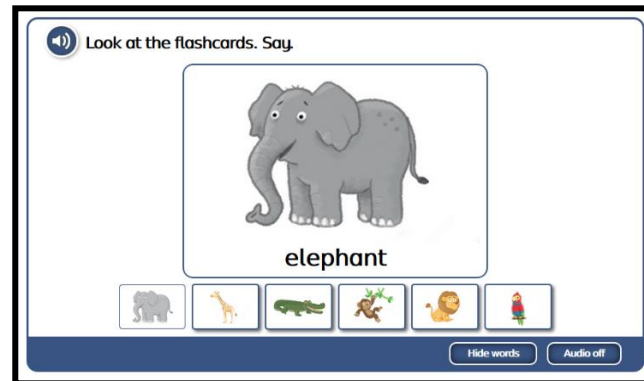 Look at the flashcards. Say.
elephant
Hide words
Audio off